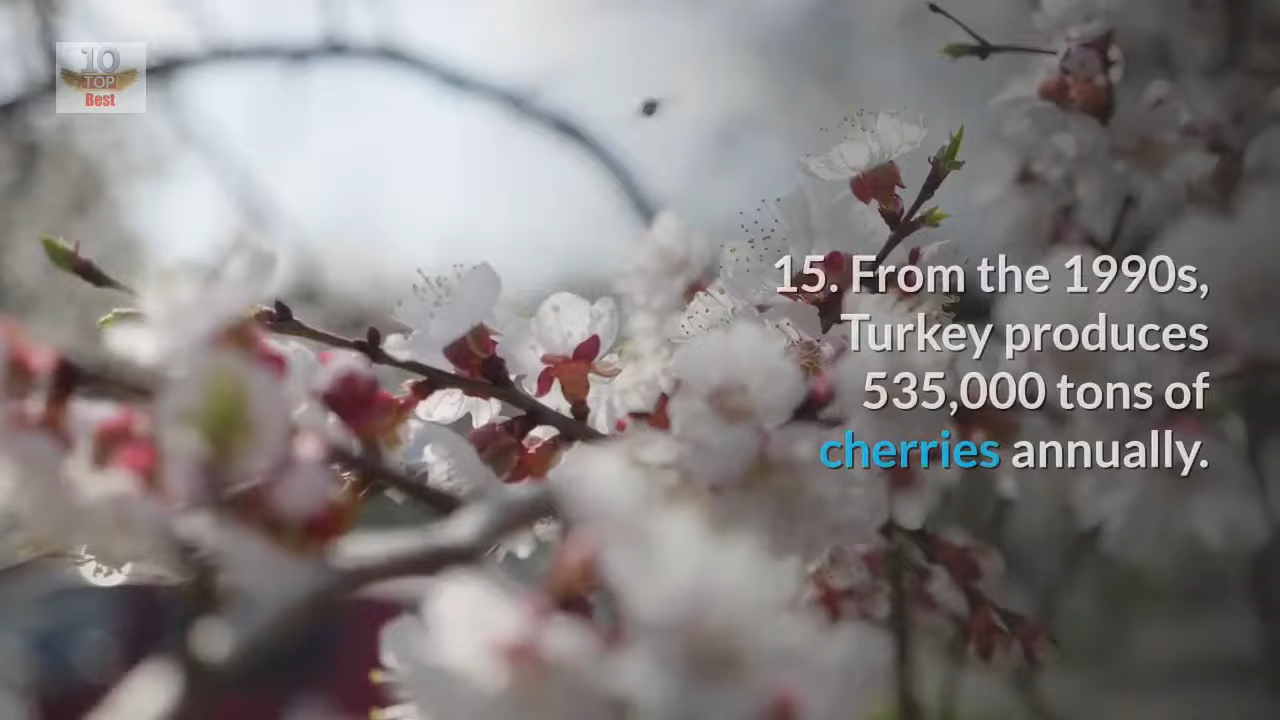 10
TOP
Best
15. From the 1990s,
Turkey produces
535,000 tons of
cherries annually.